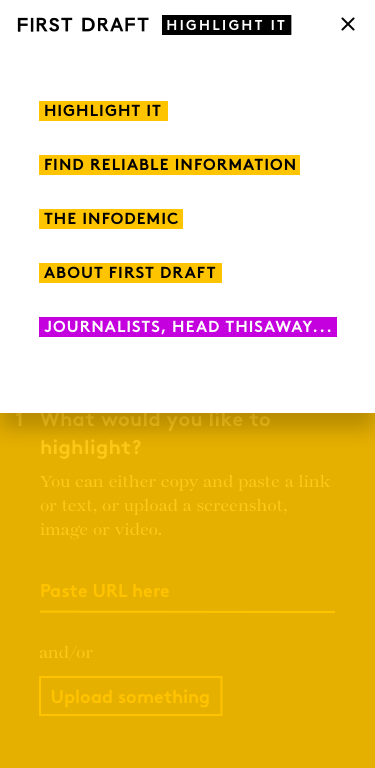 FIRST DRAFT HIGHLIGHT IT
HIGHLIGHT IT
FIND RELIABLE INFORMATION
THE INFODEMIC
ABOUT FIRST DRAFT
JOURNALISTS, HEAD THISAWAY...
1 What would you like to
highlight?
You can either copy and paste a link
or text, or upload a screenshot,
image or video.
Paste URL here
and/or
Upload something